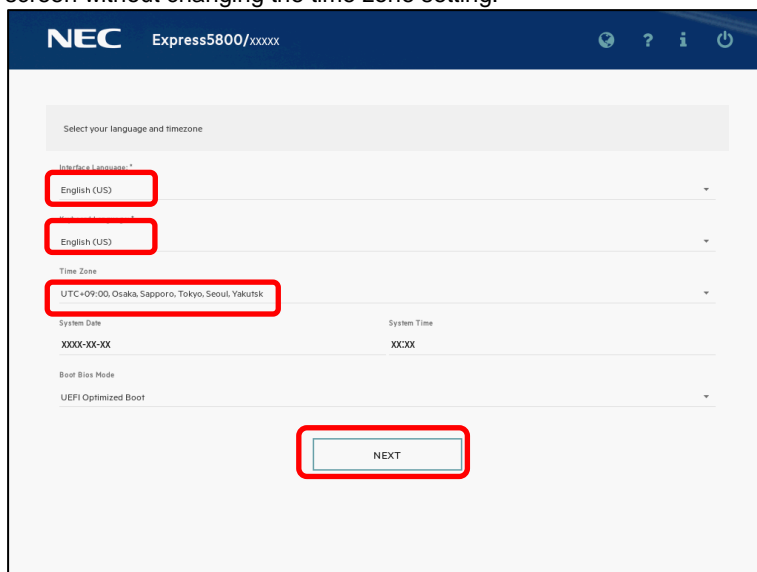 screen without changing the time zone setting.
NEC Express5800/xxxxx ? i
Select your language and timezone
Interface Language: *
English (US)
English (US)
Time Zone
UTC+09:00, Osaka, Sapporo, Tokyo, Seoul, Yakutsk
System Date System Time
XXXX-XX-XX XX:XX
Boot Bios Mode
UEFI Optimized Boot
NEXT